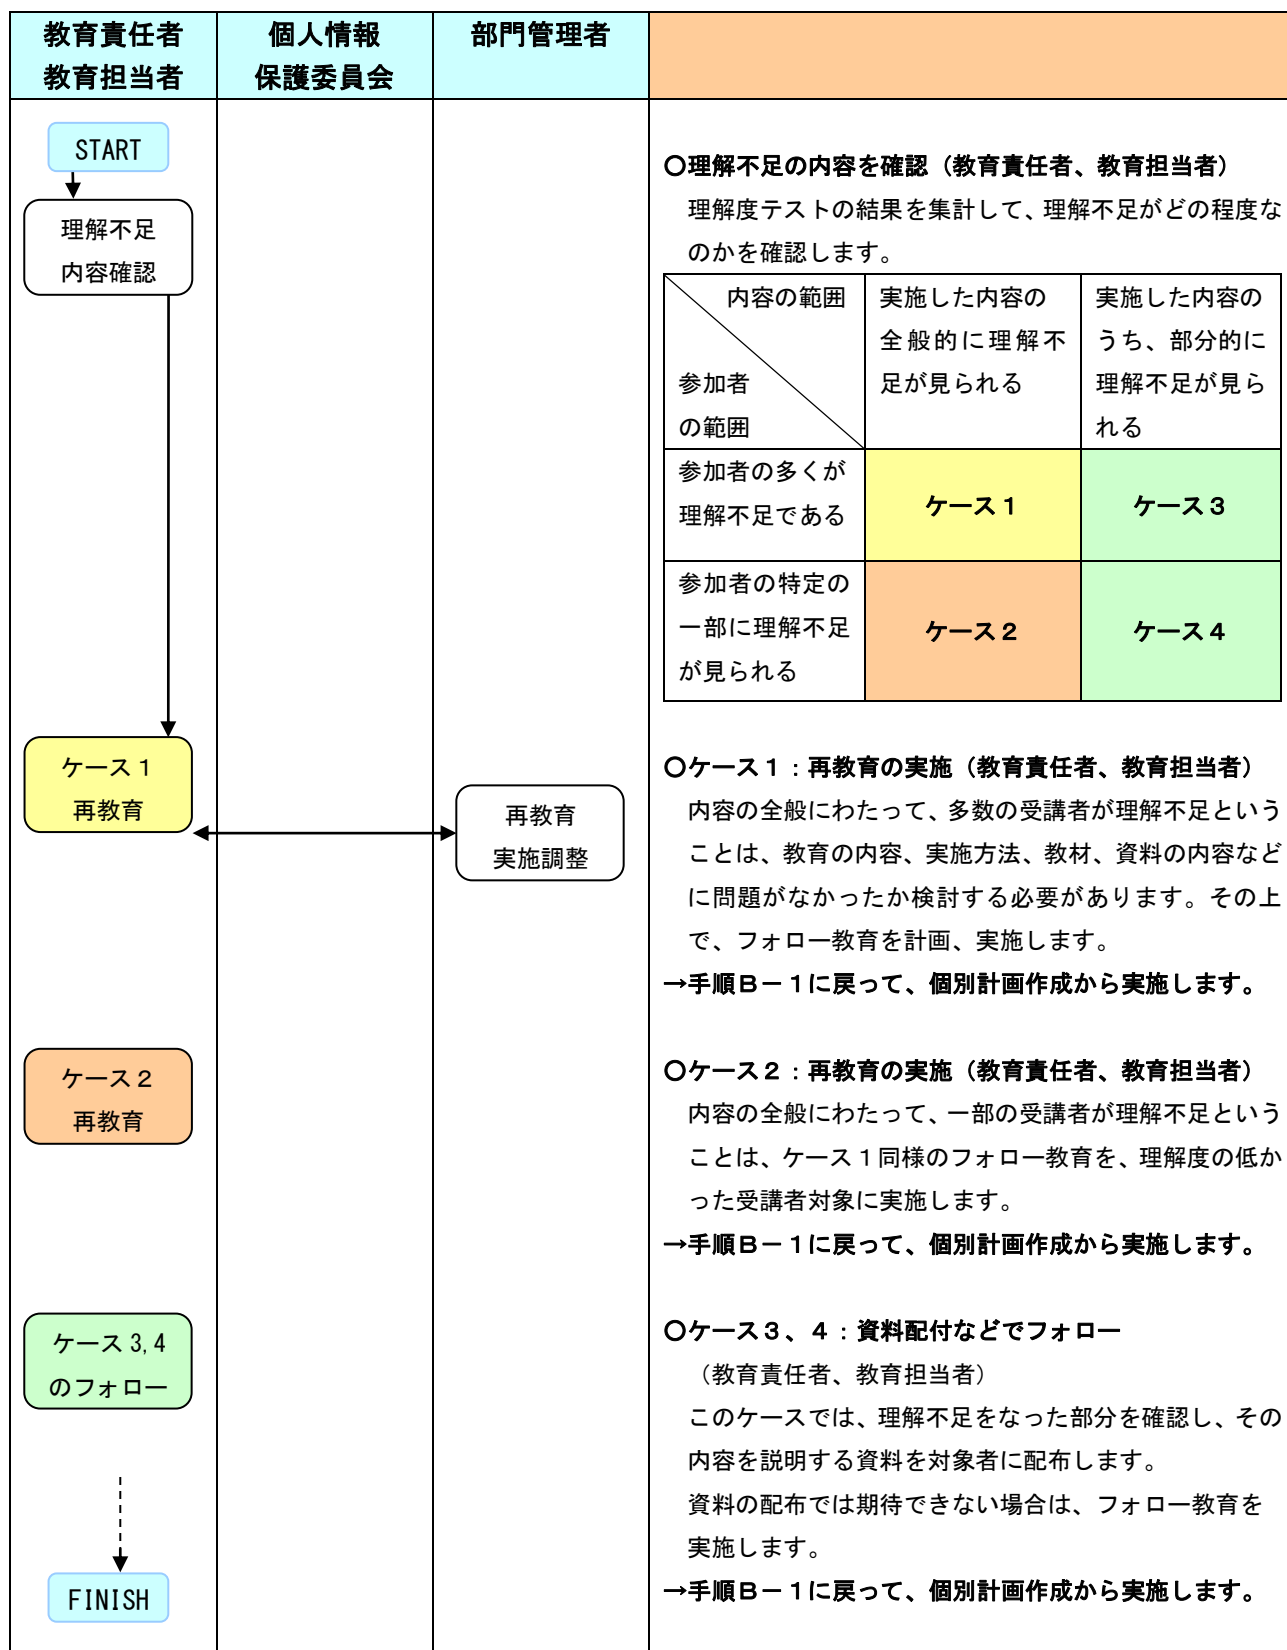 教育責任者
教育担当者
個人情報
保護委員会
部門管理者
START
理解不足
内容確認
○理解不足の内容を確認（教育責任者、教育担当者）
理解度テストの結果を集計して、理解不足がどの程度な
のかを確認します。
内容の範囲
参加者
の範囲
実施した内容の
全般的に理解不
足が見られる
実施した内容の
うち、部分的に
理解不足が見ら
れる
参加者の多くが
理解不足である
ケース１
ケース３
参加者の特定の
一部に理解不足
が見られる
ケース２
ケース４
ケース１
再教育
再教育
実施調整
○ケース１：再教育の実施（教育責任者、教育担当者）
内容の全般にわたって、多数の受講者が理解不足という
ことは、教育の内容、実施方法、教材、資料の内容など
に問題がなかったか検討する必要があります。その上
で、フォロー教育を計画、実施します。
→手順Ｂ－１に戻って、個別計画作成から実施します。
ケース２
再教育
○ケース２：再教育の実施（教育責任者、教育担当者）
内容の全般にわたって、一部の受講者が理解不足という
ことは、ケース１同様のフォロー教育を、理解度の低か
った受講者対象に実施します。
→手順Ｂ－１に戻って、個別計画作成から実施します。
ケース 3,4
のフォロー
○ケース３、４：資料配付などでフォロー
（教育責任者、教育担当者）
このケースでは、理解不足をなった部分を確認し、その
内容を説明する資料を対象者に配布します。
資料の配布では期待できない場合は、フォロー教育を
実施します。
→手順Ｂ－１に戻って、個別計画作成から実施します。
FINISH